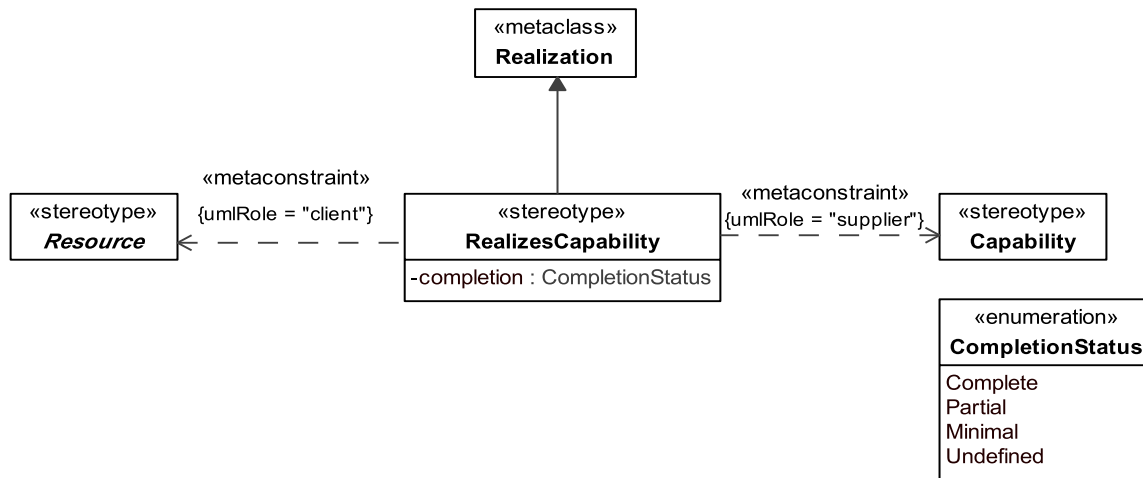 «metaclass»
Realization
«metaconstraint»
{umlRole = "client"}
«metaconstraint»
{umlRole = "supplier"}
«stereotype»
Resource
«stereotype»
RealizesCapability
-completion : CompletionStatus
«stereotype»
Capability
«enumeration»
CompletionStatus
Complete
Partial
Minimal
Undefined